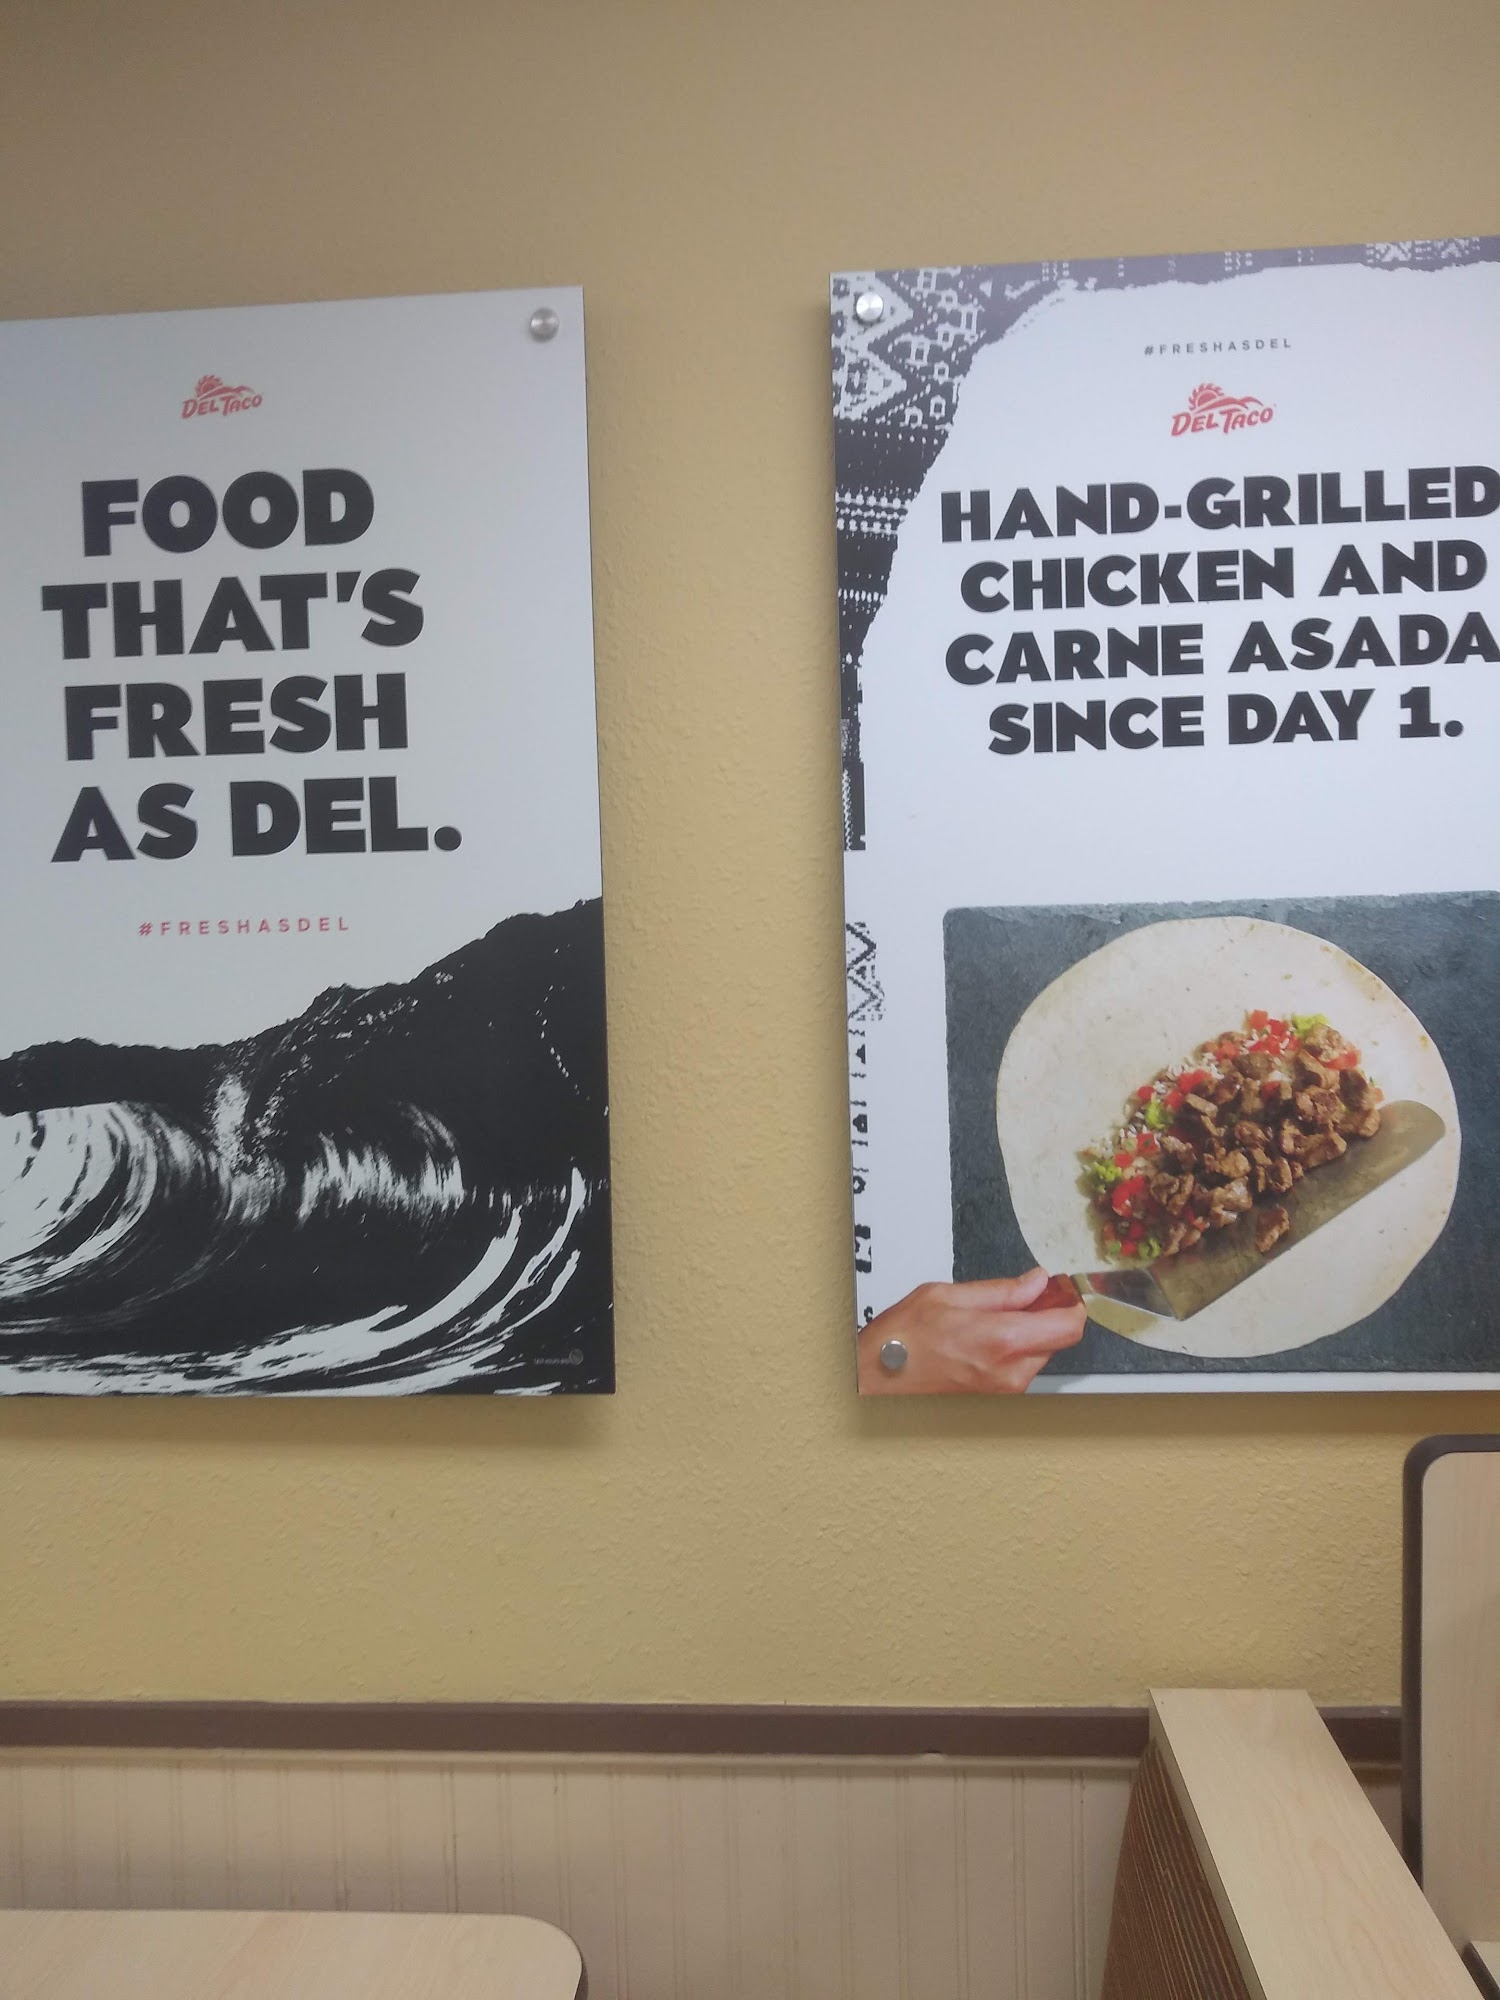 DEL TACO
FOOD
THAT'S
FRESH
AS DEL.
#FRESHASDEL
#FRESHASDEL
DEL TACO
HAND-GRILLED
CHICKEN AND
CARNE ASADA
SINCE DAY 1.